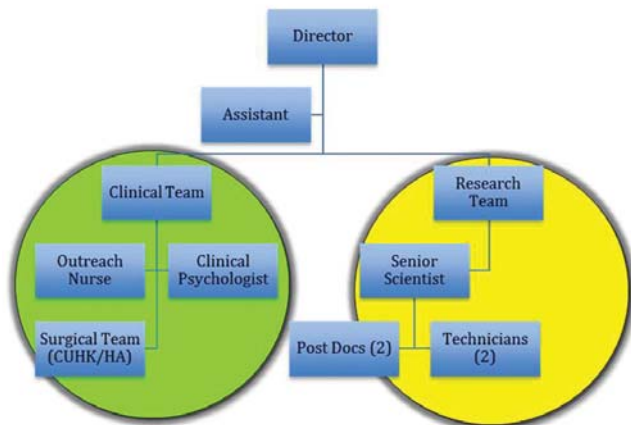 Director
Assistant
Clinical Team
Research
Team
Outreach
Nurse
Clinical
Psychologist
Senior
Scientist
Surgical Team
(CUHK/HA)
Post Docs (2)
Technicians
(2)